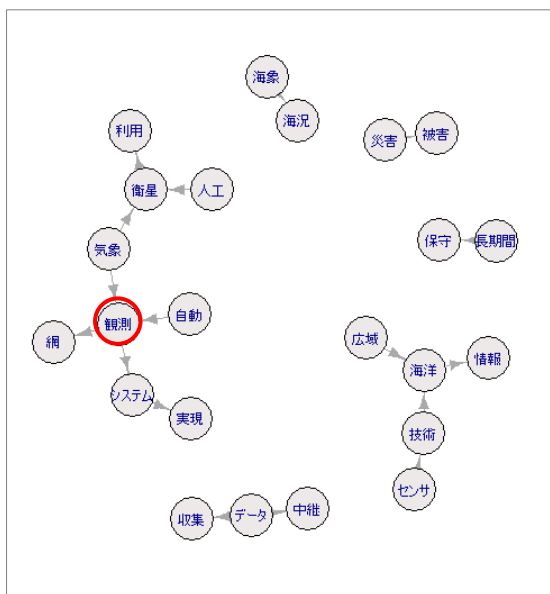 海象
海況
利用
災害
被害
衛星
人工
気象
保守
長期間
観測
自動
網
広域
海洋
情報
システム
実現
技術
センサ
収集
データ
中継